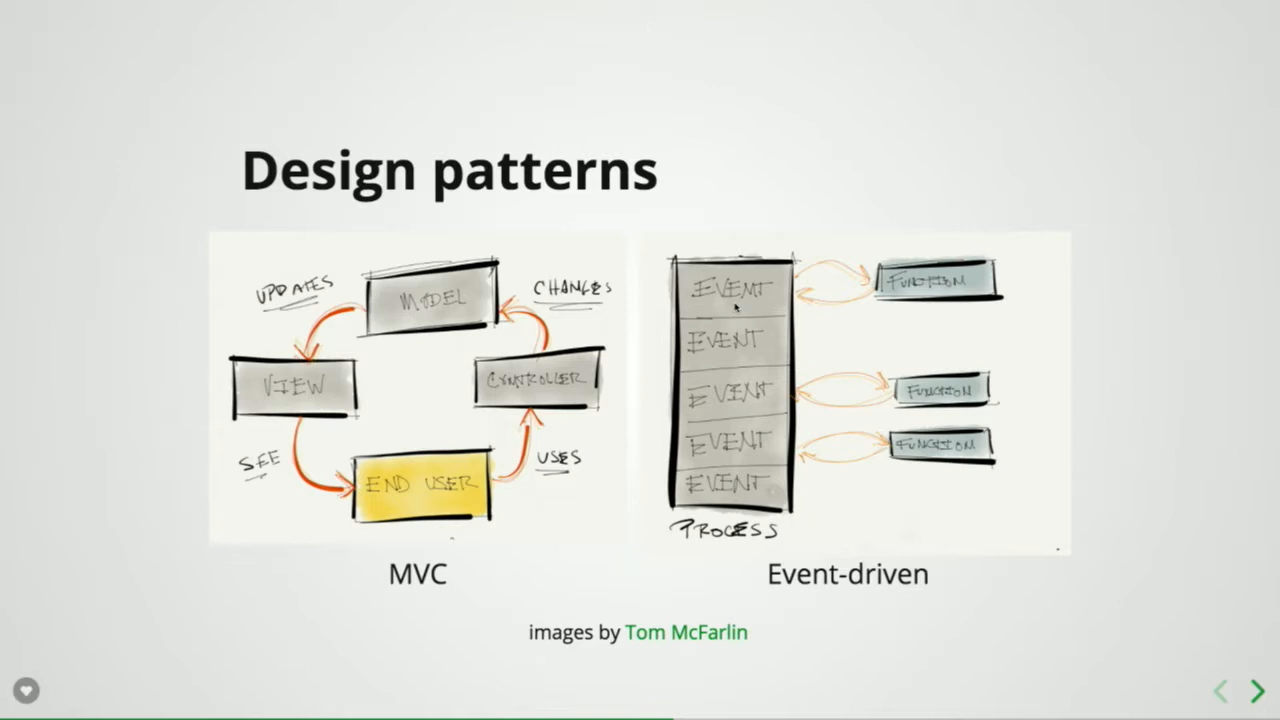 Design patterns
UPDATES
MODEL
CHANGES
VIEW
CONTROLLER
SEE
END USER
USES
EVENT
EVENT
EVENT
EVENT
EVENT
PROCESS
FUNCTION
FUNCTION
FUNCTION
MVC
Event-driven
images by Tom McFarlin